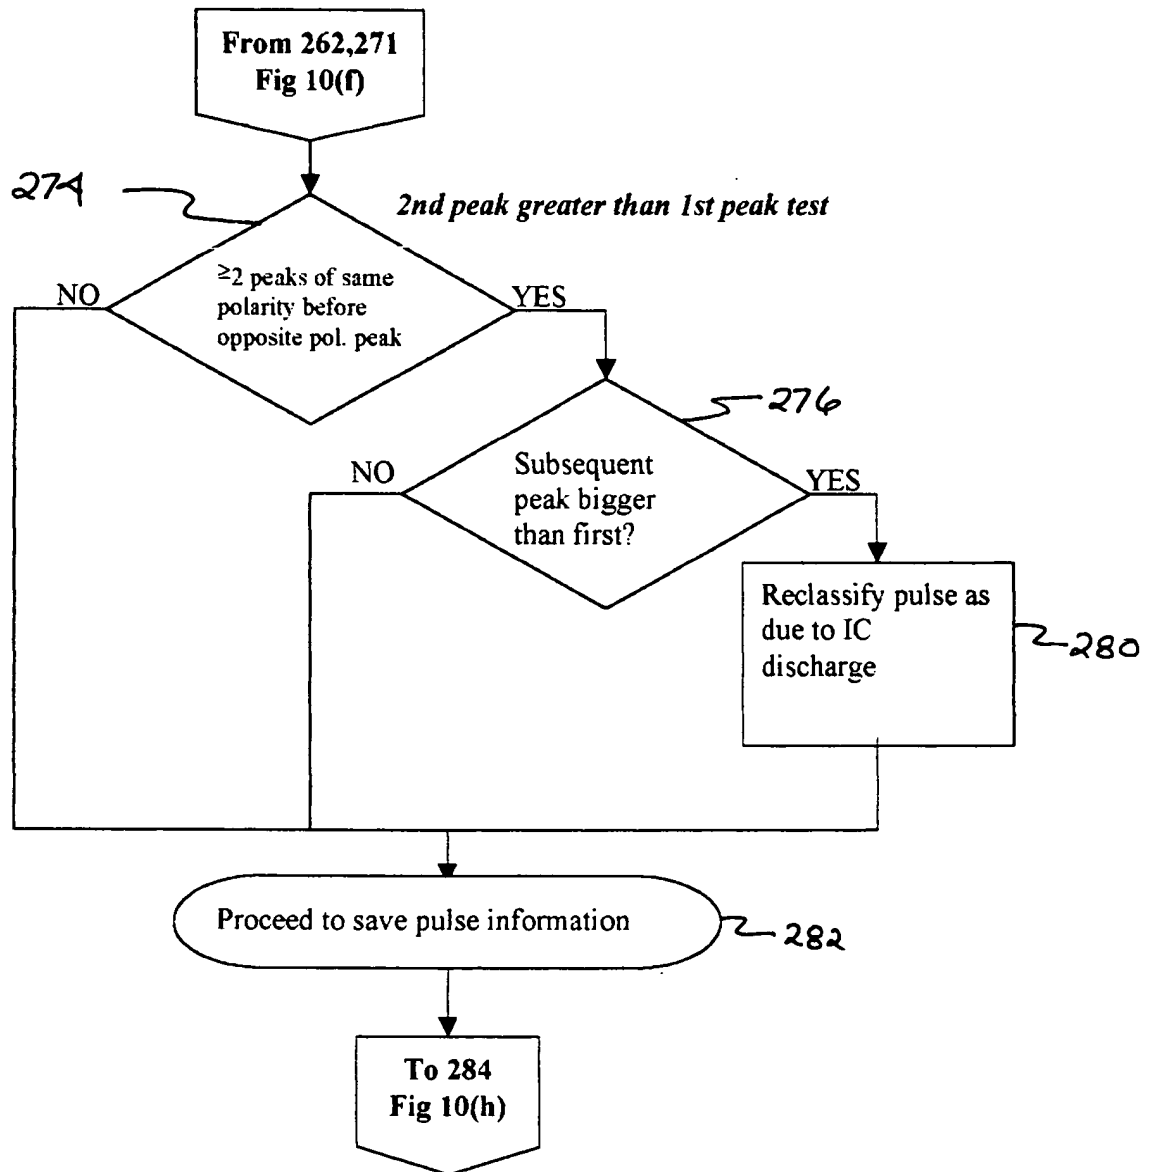 From 262,271
Fig 10(f)
274
2nd peak greater than 1st peak test
≥2 peaks of same
polarity before
opposite pol. peak
NO
YES
276
Subsequent
peak bigger
than first?
NO
YES
Reclassify pulse as
due to IC
discharge
280
Proceed to save pulse information
282
To 284
Fig 10(h)